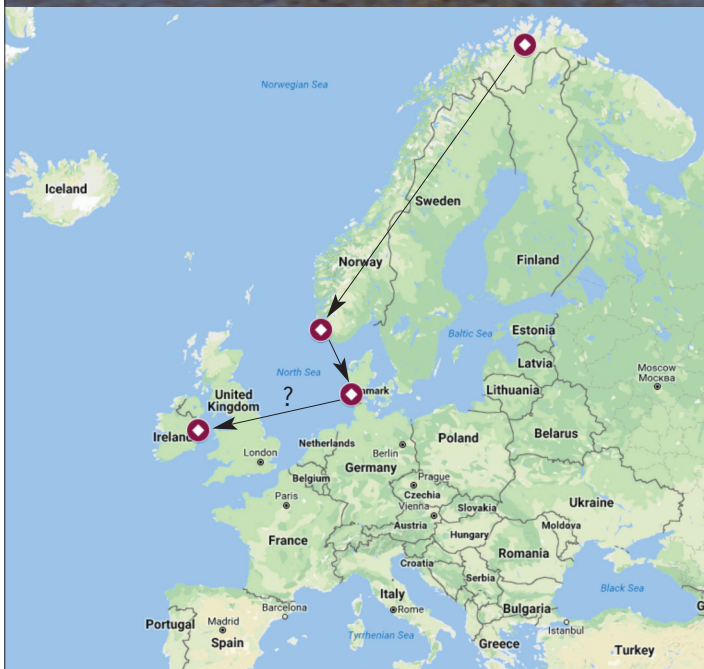 Norwegian Sea
Iceland
Sweden
Norway
Finland
Baltic Sea
Estonia
North Sea
Latvia
Moscow
МОСКВА
nmark
Lithuania
?
United
Kingdom
Ireland
Belarus
Netherlands
Poland
Berlin
London
Germany
Belgium
Prague
Czechia
Paris
Vienna
Slovakia
Ukraine
Austria
Moldova
France
Hungary
Romania
Croatia
Serbia
Black Sea
Italy
Barcelona
Rome
Bulgaria
G
Portugal
Madrid
Istanbul
Spain
Tyrrhenian Sea
Greece
Turkey